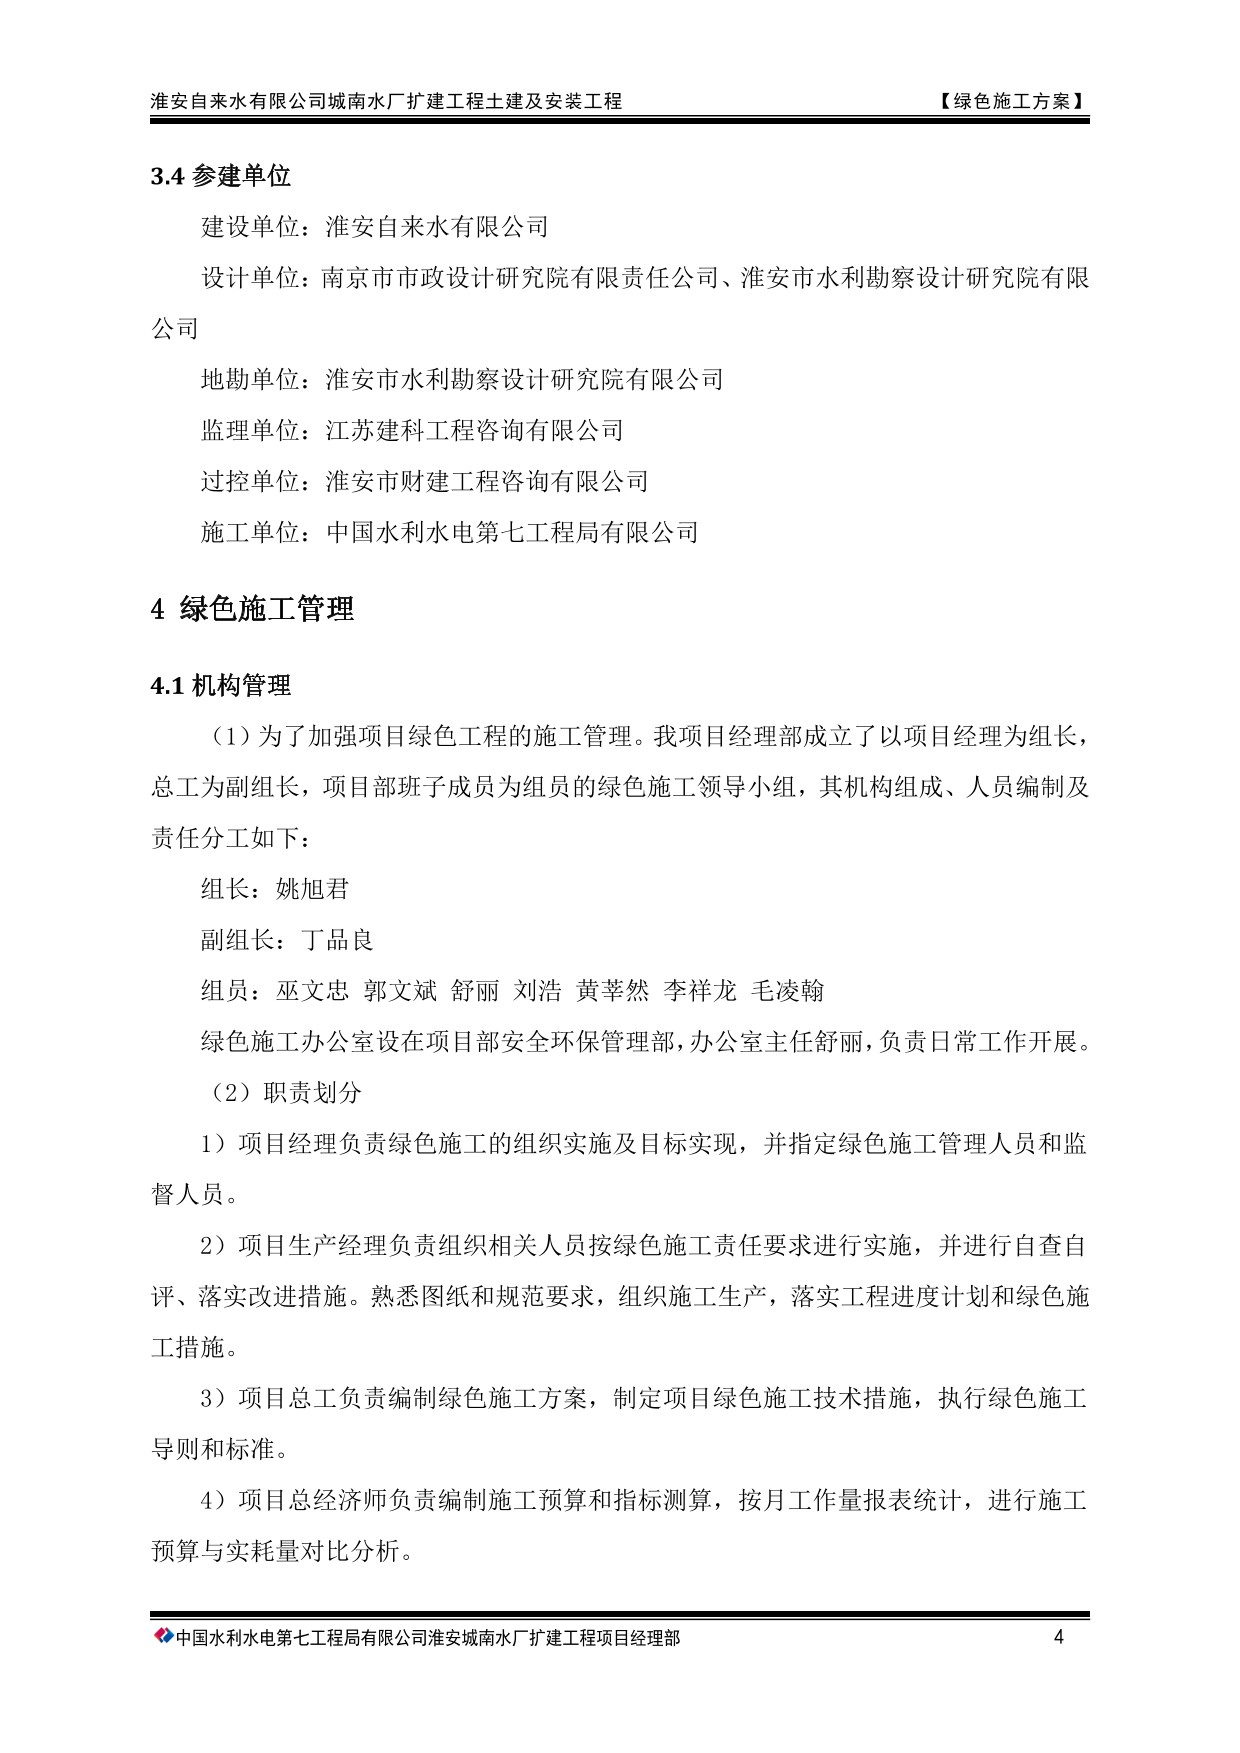 淮安自来水有限公司城南水厂扩建工程土建及安装工程 【绿色施工方案】
3.4 参建单位
建设单位：淮安自来水有限公司
设计单位：南京市市政设计研究院有限责任公司、淮安市水利勘察设计研究院有限
公司
地勘单位：淮安市水利勘察设计研究院有限公司
监理单位：江苏建科工程咨询有限公司
过控单位：淮安市财建工程咨询有限公司
施工单位：中国水利水电第七工程局有限公司
4 绿色施工管理
4.1 机构管理
（1）为了加强项目绿色工程的施工管理。我项目经理部成立了以项目经理为组长，
总工为副组长，项目部班子成员为组员的绿色施工领导小组，其机构组成、人员编制及
责任分工如下：
组长：姚旭君
副组长：丁品良
组员：巫文忠 郭文斌 舒丽 刘浩 黄莘然 李祥龙 毛凌翰
绿色施工办公室设在项目部安全环保管理部，办公室主任舒丽，负责日常工作开展。
（2）职责划分
1）项目经理负责绿色施工的组织实施及目标实现，并指定绿色施工管理人员和监
督人员。
2）项目生产经理负责组织相关人员按绿色施工责任要求进行实施，并进行自查自
评、落实改进措施。熟悉图纸和规范要求，组织施工生产，落实工程进度计划和绿色施
工措施。
3）项目总工负责编制绿色施工方案，制定项目绿色施工技术措施，执行绿色施工
导则和标准。
4）项目总经济师负责编制施工预算和指标测算，按月工作量报表统计，进行施工
预算与实耗量对比分析。
中国水利水电第七工程局有限公司淮安城南水厂扩建工程项目经理部 4